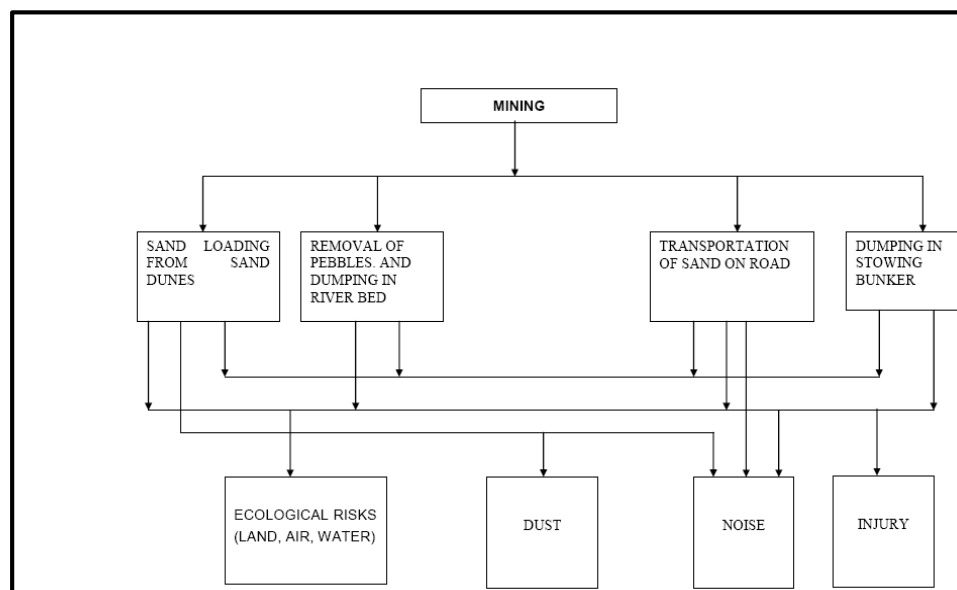 MINING
SAND LOADING
FROM SAND
DUNES
REMOVAL OF
PEBBLES. AND
DUMPING IN
RIVER BED
TRANSPORTATION
OF SAND ON ROAD
DUMPING IN
STOWING
BUNKER
ECOLOGICAL RISKS
(LAND, AIR, WATER)
DUST
NOISE
INJURY